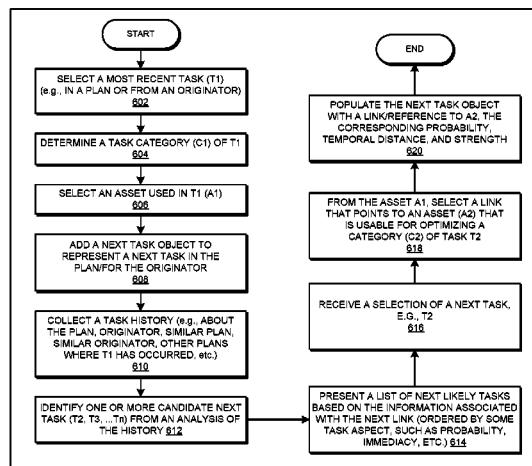 START
SELECT A MOST RECENT TASK (T1)
(e.g., IN A PLAN OR FROM AN ORIGINATOR)
602
DETERMINE A TASK CATEGORY (C1) OF T1
604
SELECT AN ASSET USED IN T1 (A1)
606
ADD A NEXT TASK OBJECT TO
REPRESENT A NEXT TASK IN THE
PLAN/FOR THE ORIGINATOR
608
COLLECT A TASK HISTORY (e.g., ABOUT
THE PLAN, ORIGINATOR, SIMILAR PLAN,
SIMILAR ORIGINATOR, OTHER PLANS
WHERE T1 HAS OCCURRED, etc.)
610
IDENTIFY ONE OR MORE CANDIDATE NEXT
TASK (T2, T3, ...Tn) FROM AN ANALYSIS OF
THE HISTORY 612
PRESENT A LIST OF NEXT LIKELY TASKS
BASED ON THE INFORMATION ASSOCIATED
WITH THE NEXT LINK (ORDERED BY SOME
TASK ASPECT, SUCH AS PROBABILITY,
IMMEDIACY, ETC.) 614
RECEIVE A SELECTION OF A NEXT TASK,
E.G., T2
616
FROM THE ASSET A1, SELECT A LINK
THAT POINTS TO AN ASSET (A2) THAT
IS USABLE FOR OPTIMIZING A
CATEGORY (C2) OF TASK T2
618
POPULATE THE NEXT TASK OBJECT
WITH A LINK/REFERENCE TO A2, THE
CORRESPONDING PROBABILITY,
TEMPORAL DISTANCE, AND STRENGTH
620
END